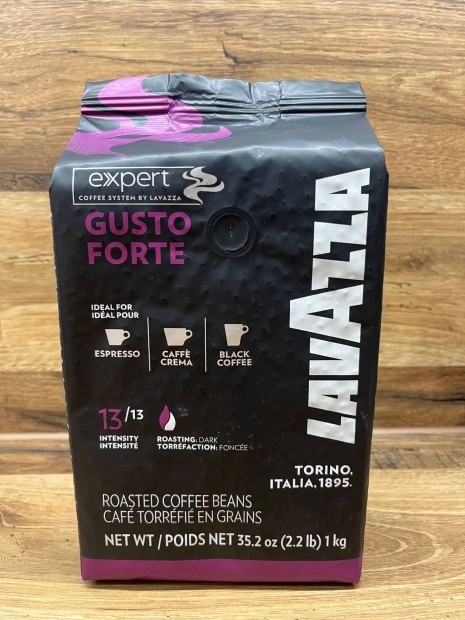 expert
COFFEE SYSTEM BY LAVAZZA
GUSTO
FORTE
LAVAZZA
IDEAL FOR
IDÉAL POUR
ESPRESSO
CAFFÈ
CREMA
BLACK
COFFEE
13/13
INTENSITY
INTENSITÉ
ROASTING: DARK
TORRÉFACTION: FONCÉE
TORINO,
ITALIA, 1895.
ROASTED COFFEE BEANS
CAFÉ TORRÉFIÉ EN GRAINS
NET WT / POIDS NET 35.2 oz (2.2 lb) 1 kg